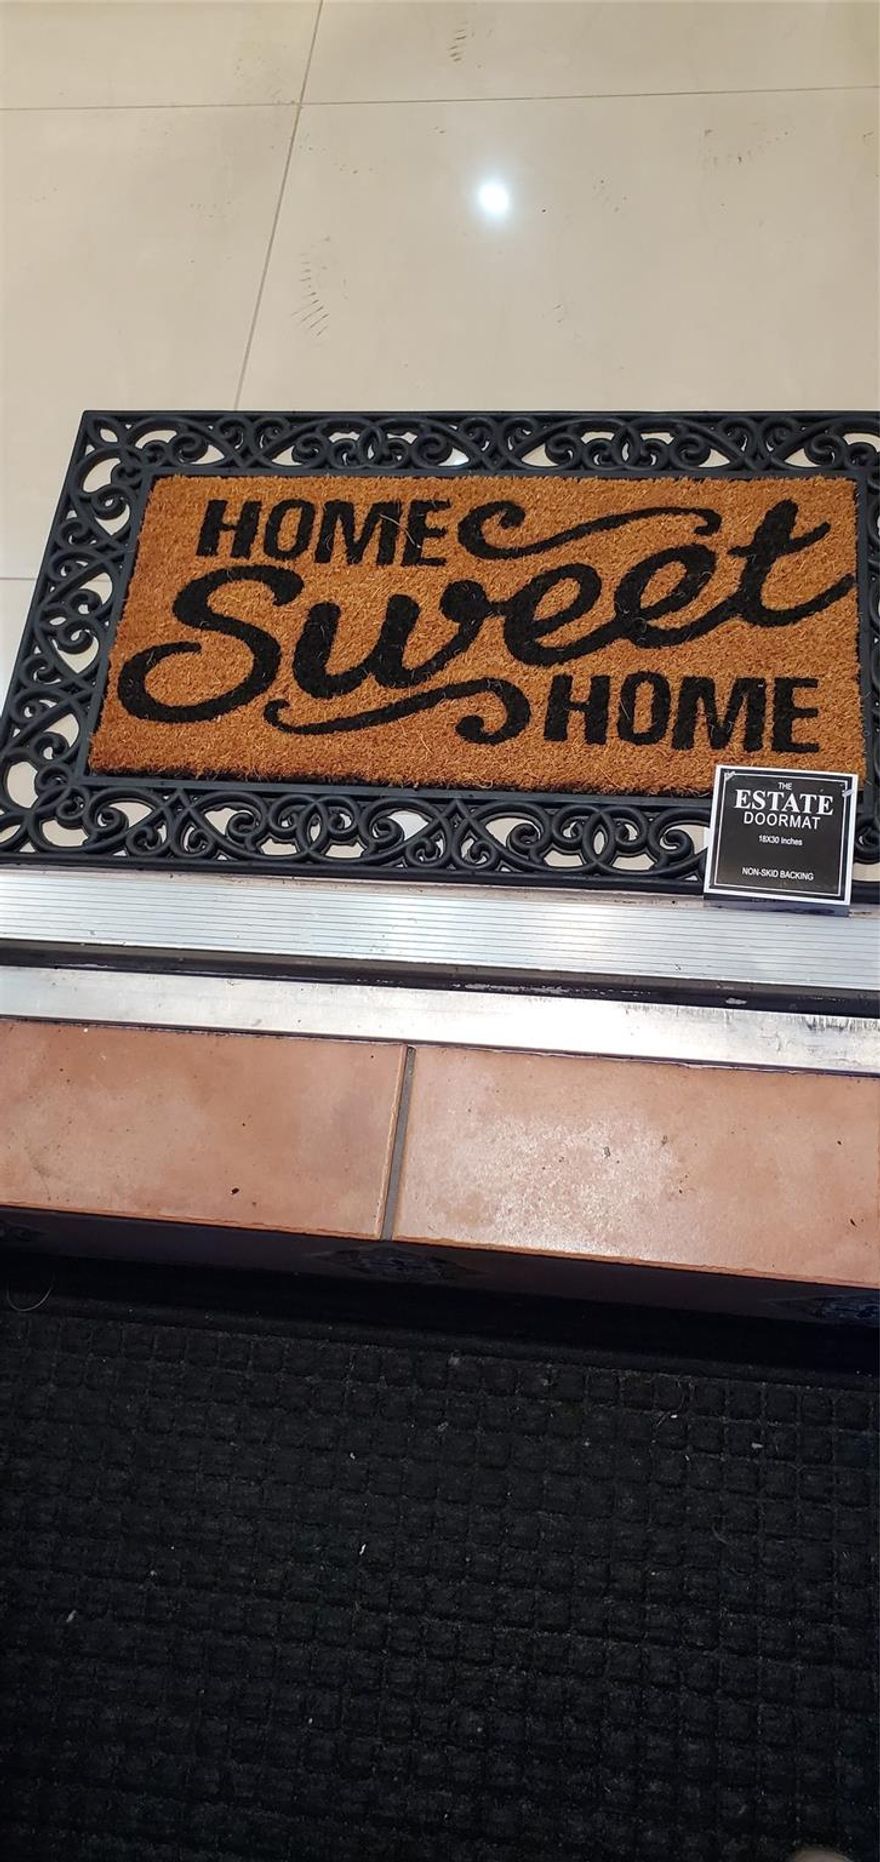 HOME
Sweet
HOME
THE
ESTATE
DOORMAT
18X30 Inches
NON-SKID BACKING